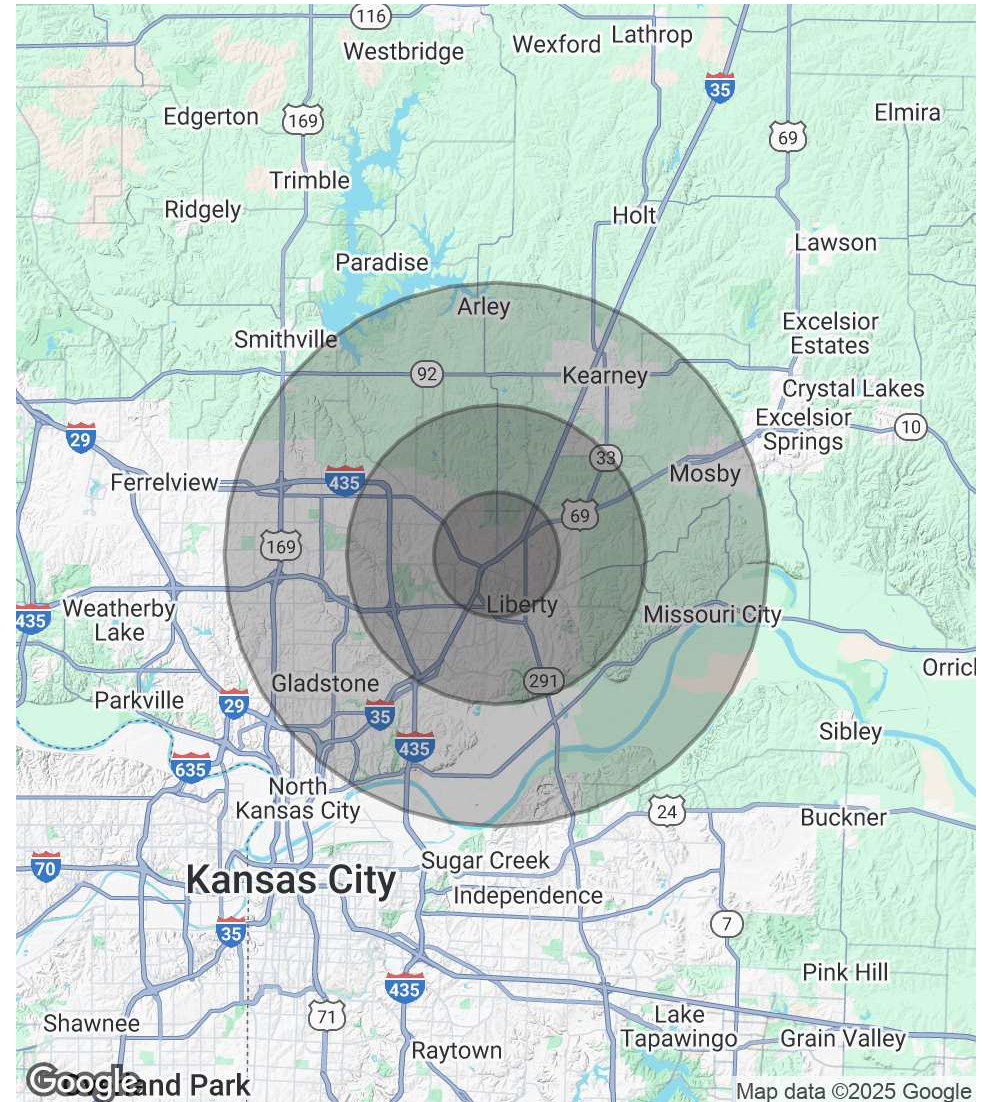 116
Westbridge
Wexford
Lathrop
35
Edgerton
169
69
Elmira
Trimble
Ridgely
Holt
Lawson
Paradise
Arley
Smithville
Excelsior
Estates
92
Kearney
Crystal Lakes
Excelsior
Springs
10
29
33
Ferrelview
435
Mosby
69
169
Weatherby
Lake
435
Liberty
Missouri City
Gladstone
291
Parkville
29
35
Sibley
435
635
North
Kansas City
24
Buckner
Sugar Creek
70
Kansas City
Independence
35
7
Pink Hill
435
71
Shawnee
Lake
Tapawingo
Grain Valley
Raytown
Google
and Park
Map data ©2025 Google